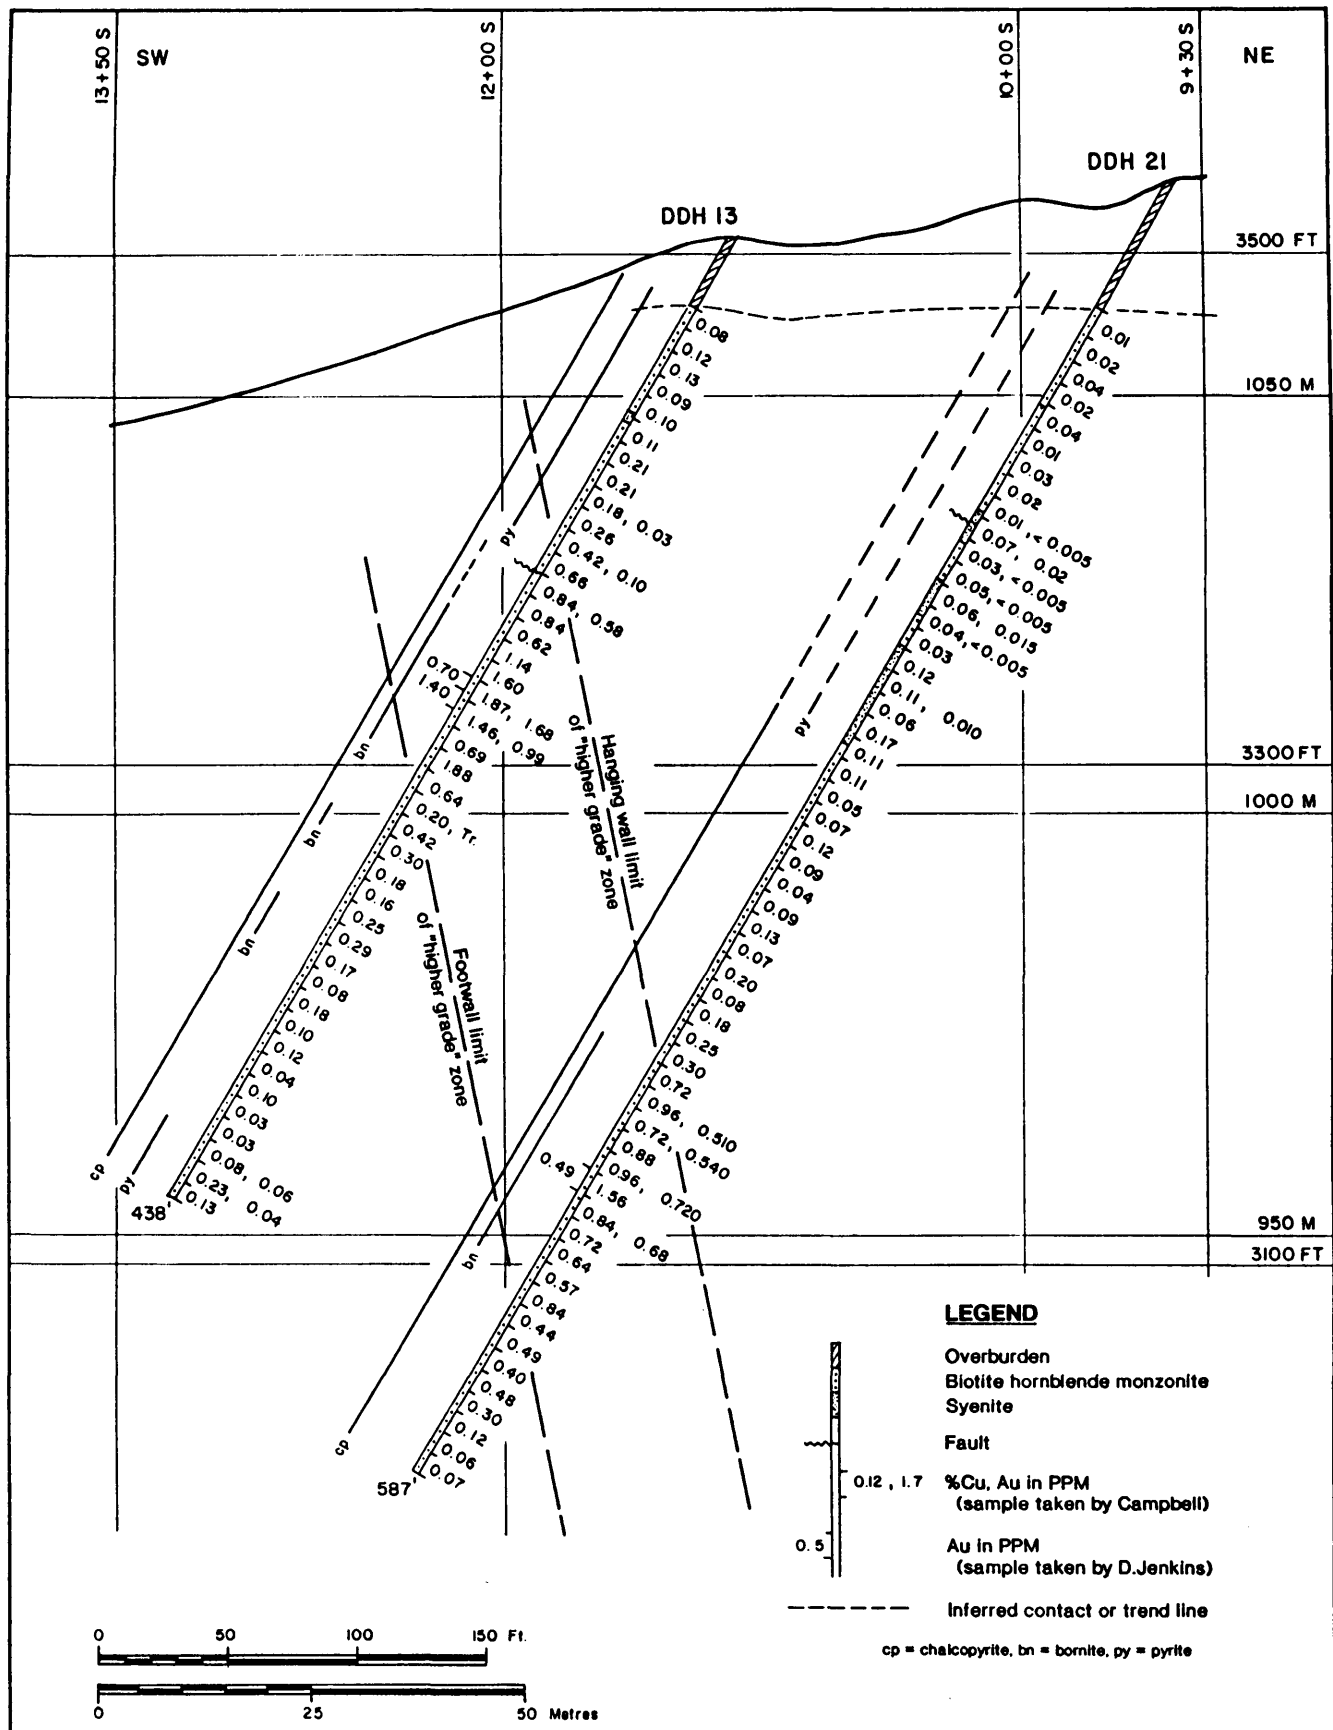 13+50 S
SW
12+00 S
10+00 S
9+30 S
NE
DDH 21
DDH 13
3500 FT
1050 M
3300 FT
1000 M
950 M
3100 FT
0.08
0.12
0.13
0.09
0.10
0.11
0.21
0.21
0.18, 0.03
0.26
0.42, 0.10
0.66
0.84, 0.58
0.84
0.62
1.14
1.60
1.87, 1.68
1.46, 0.99
0.69
1.88
0.64
0.20, Tr.
0.42
0.30
0.18
0.16
0.25
0.29
0.17
0.08
0.18
0.10
0.12
0.04
0.10
0.03
0.03
0.08, 0.06
0.23, 0.04
0.13
0.70
1.40
438'
0.01
0.02
0.04
0.02
0.04
0.01
0.03
0.02
0.01, <0.005
0.07, 0.02
0.03, <0.005
0.05, <0.005
0.06, 0.015
0.04, <0.005
0.03
0.12
0.11, 0.010
0.06
0.17
0.11
0.11
0.05
0.07
0.12
0.09
0.04
0.09
0.13
0.07
0.20
0.08
0.18
0.25
0.30
0.72
0.96, 0.510
0.72, 0.540
0.88
0.96, 0.720
1.56
0.84, 0.68
0.72
0.64
0.57
0.84
0.44
0.49
0.40
0.48
0.30
0.12
0.06
0.07
0.49
587'
py
bn
bn
bn
cp
py
py
bn
cp
Hanging wall limit
of "higher grade" zone
Footwall limit
of "higher grade" zone
LEGEND
Overburden
Biotite hornblende monzonite
Syenite
Fault
0.12, 1.7 %Cu, Au in PPM
(sample taken by Campbell)
0.5 Au in PPM
(sample taken by D.Jenkins)
Inferred contact or trend line
cp = chalcopyrite, bn = bornite, py = pyrite
0 50 100 150 Ft.
0 25 50 Metres